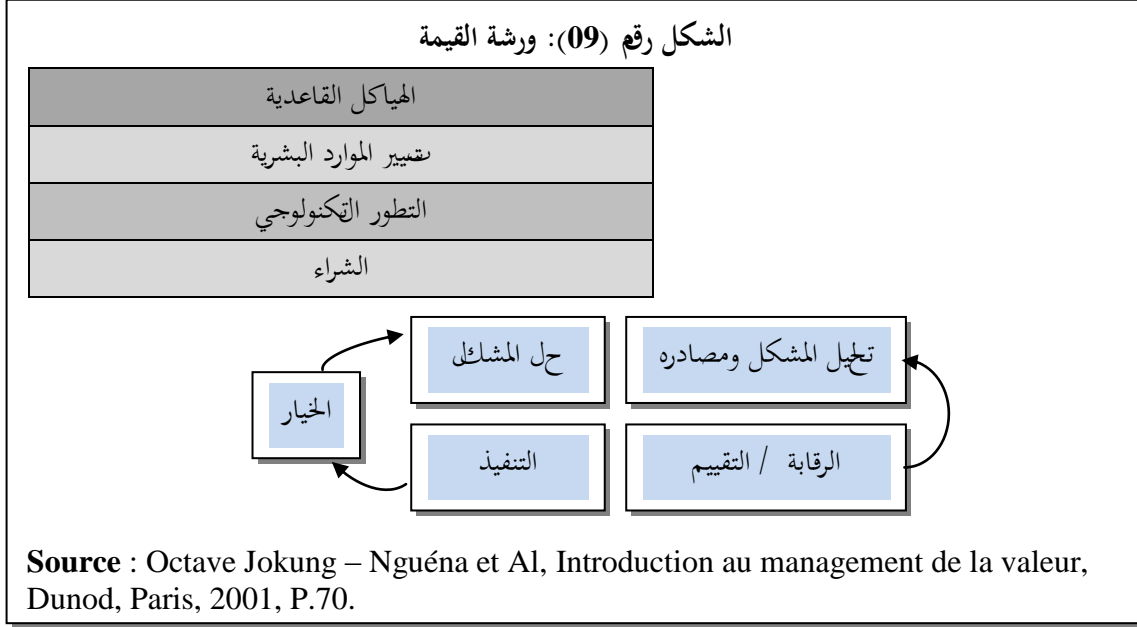 الشكل رقم (09): ورشة القيمة
الهياكل القاعدية
تسيير الموارد البشرية
التطور التكنولوجي
الشراء
تحليل المشكل ومصادره
حل المشكل
الخيار
الرقابة / التقييم
التنفيذ
Source : Octave Jokung – Nguéna et Al, Introduction au management de la valeur,
Dunod, Paris, 2001, P.70.